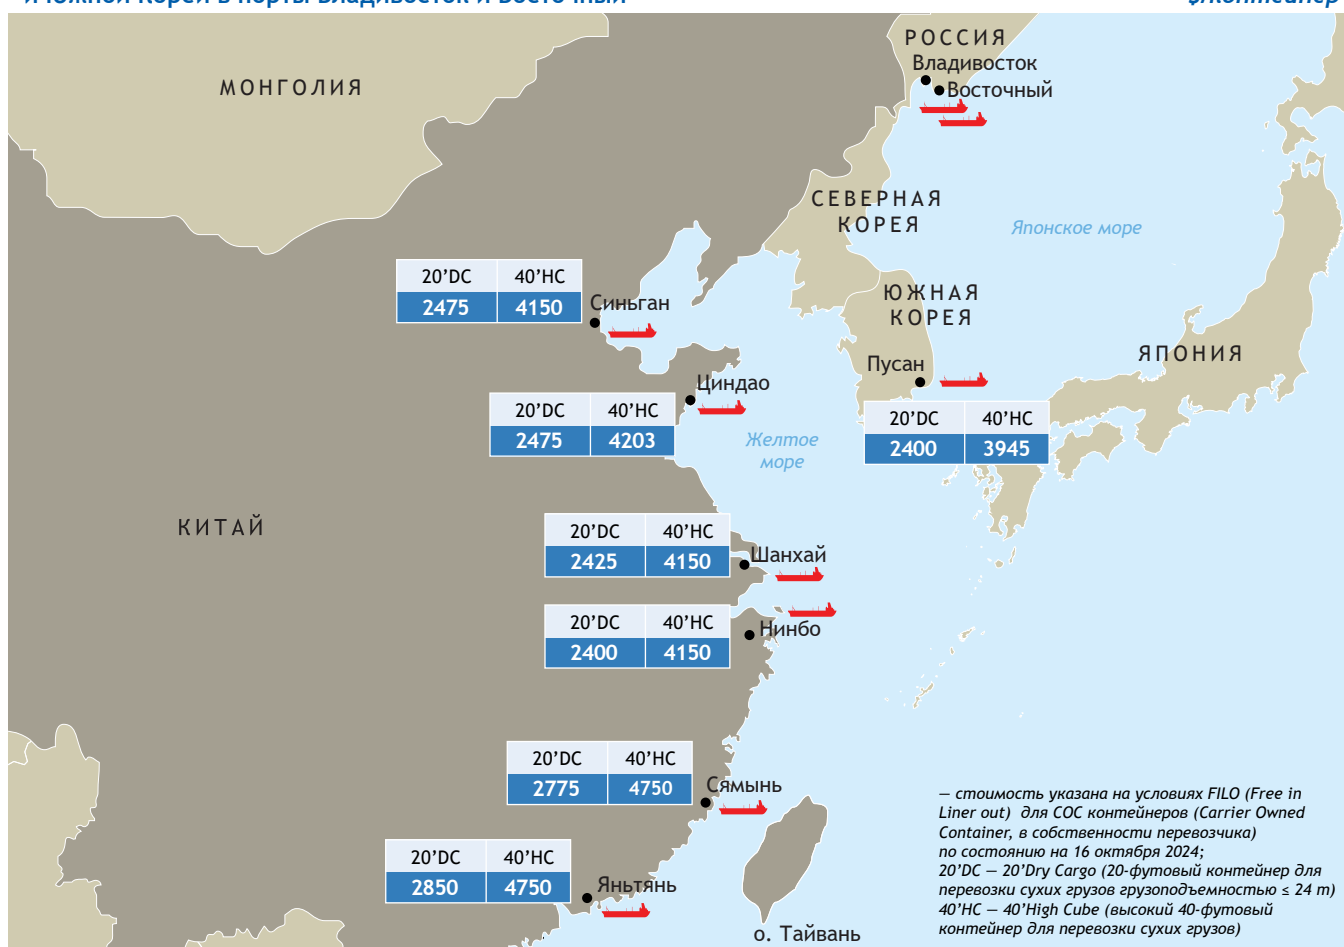 и Южной Кореи в порты Владивосток и Восточный
$/контейнер
РОССИЯ
Владивосток
Восточный
МОНГОЛИЯ
СЕВЕРНАЯ
КОРЕЯ
Японское море
20’DC 40’HC
2475 4150
Синьган
ЮЖНАЯ
КОРЕЯ
ЯПОНИЯ
Пусан
20’DC 40’HC
2400 3945
Циндао
20’DC 40’HC
2475 4203
Желтое
море
КИТАЙ
20’DC 40’HC
2425 4150
Шанхай
20’DC 40’HC
2400 4150
Нинбо
20’DC 40’HC
2775 4750
Сямынь
20’DC 40’HC
2850 4750
Яньтянь
о. Тайвань
— стоимость указана на условиях FILO (Free in
Liner out) для COC контейнеров (Carrier Owned
Container, в собственности перевозчика)
по состоянию на 16 октября 2024;
20’DC — 20’Dry Cargo (20-футовый контейнер для
перевозки сухих грузов грузоподъемностью ≤ 24 т)
40’HC — 40’High Cube (высокий 40-футовый
контейнер для перевозки сухих грузов)